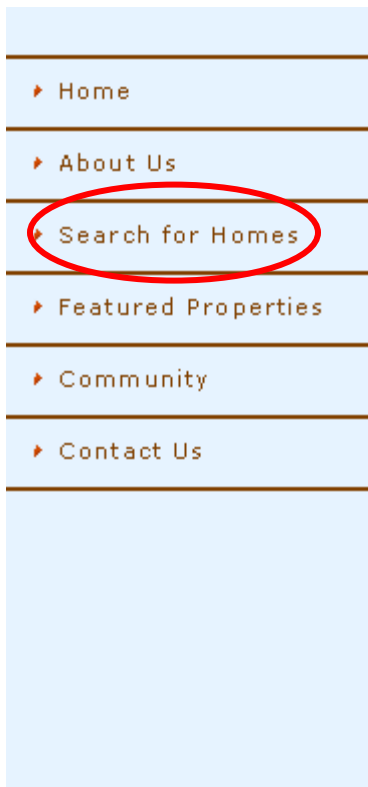 Home
About Us
Search for Homes
Featured Properties
Community
Contact Us